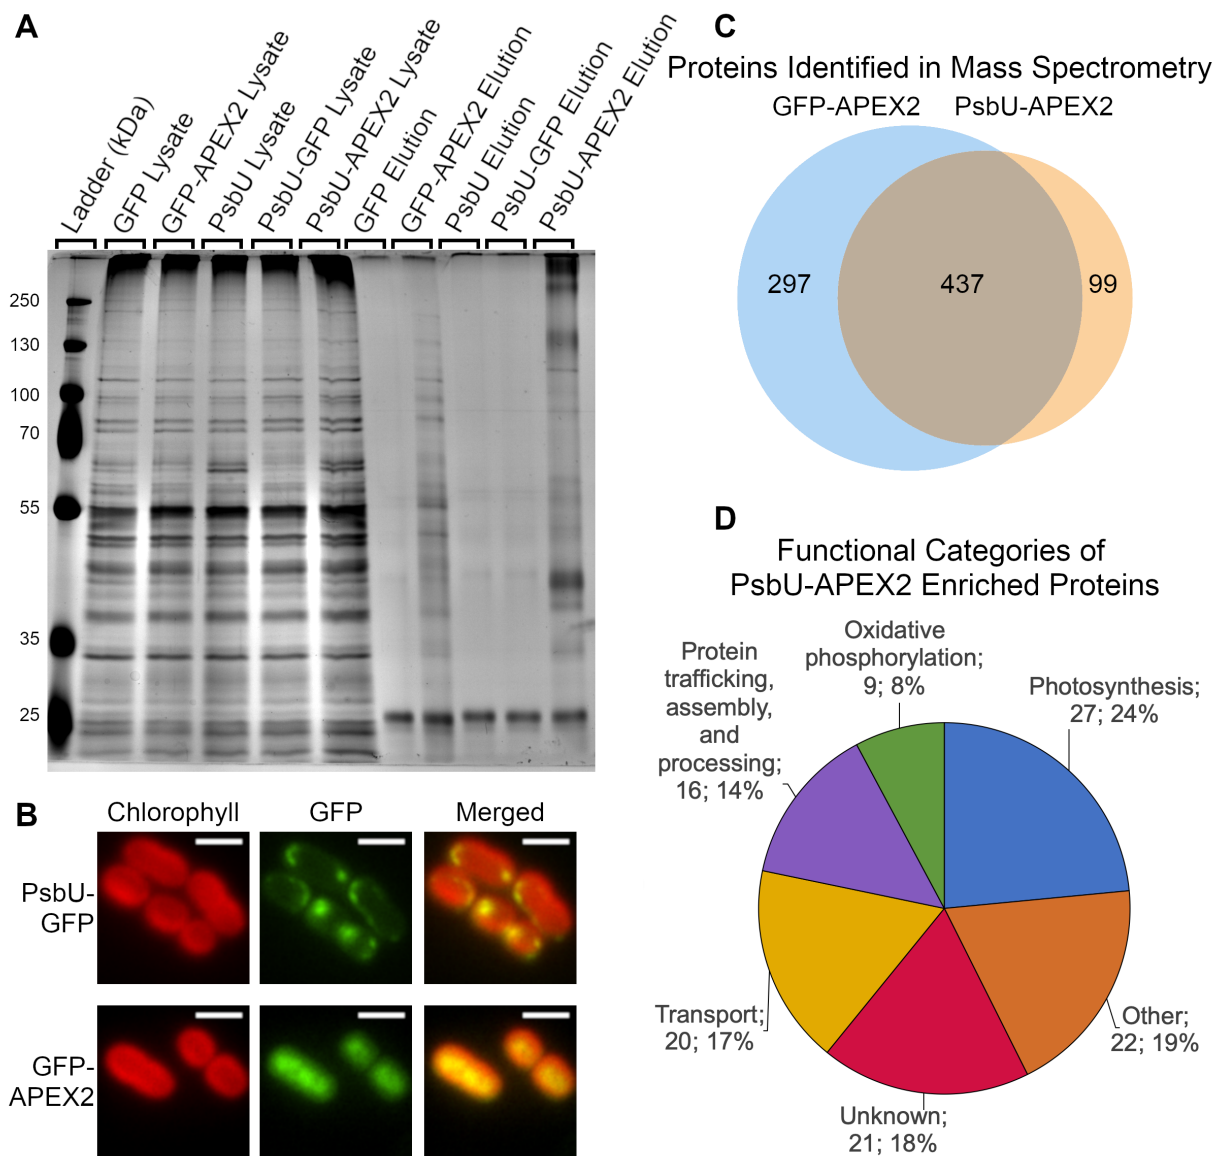 A
Ladder (kDa)
GFP Lysate
GFP-APEX2 Lysate
PsbU Lysate
PsbU-GFP Lysate
PsbU-APEX2 Lysate
GFP Elution
GFP-APEX2 Elution
PsbU Elution
PsbU-GFP Elution
PsbU-APEX2 Elution
250
130
100
70
55
35
25
B
Chlorophyll
GFP
Merged
PsbU-
GFP
GFP-
APEX2
C
Proteins Identified in Mass Spectrometry
GFP-APEX2
PsbU-APEX2
297
437
99
D
Functional Categories of
PsbU-APEX2 Enriched Proteins
Oxidative
phosphorylation;
9; 8%
Protein
trafficking,
assembly,
and
processing;
16; 14%
Photosynthesis;
27; 24%
Transport;
20; 17%
Other;
22; 19%
Unknown;
21; 18%